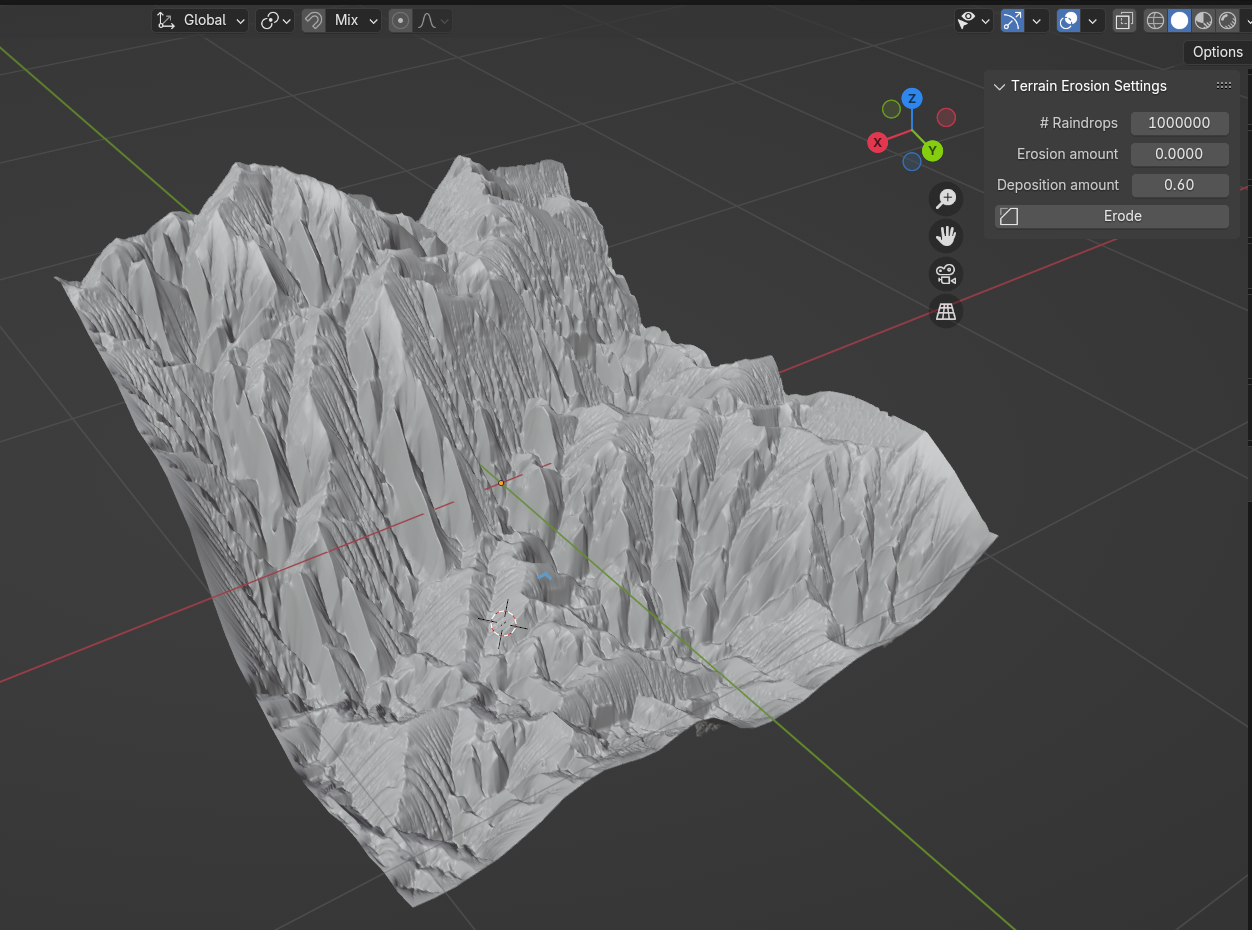 Global
Mix
Options
Terrain Erosion Settings
# Raindrops 1000000
Erosion amount 0.0000
Deposition amount 0.60
Erode
Z
X
Y